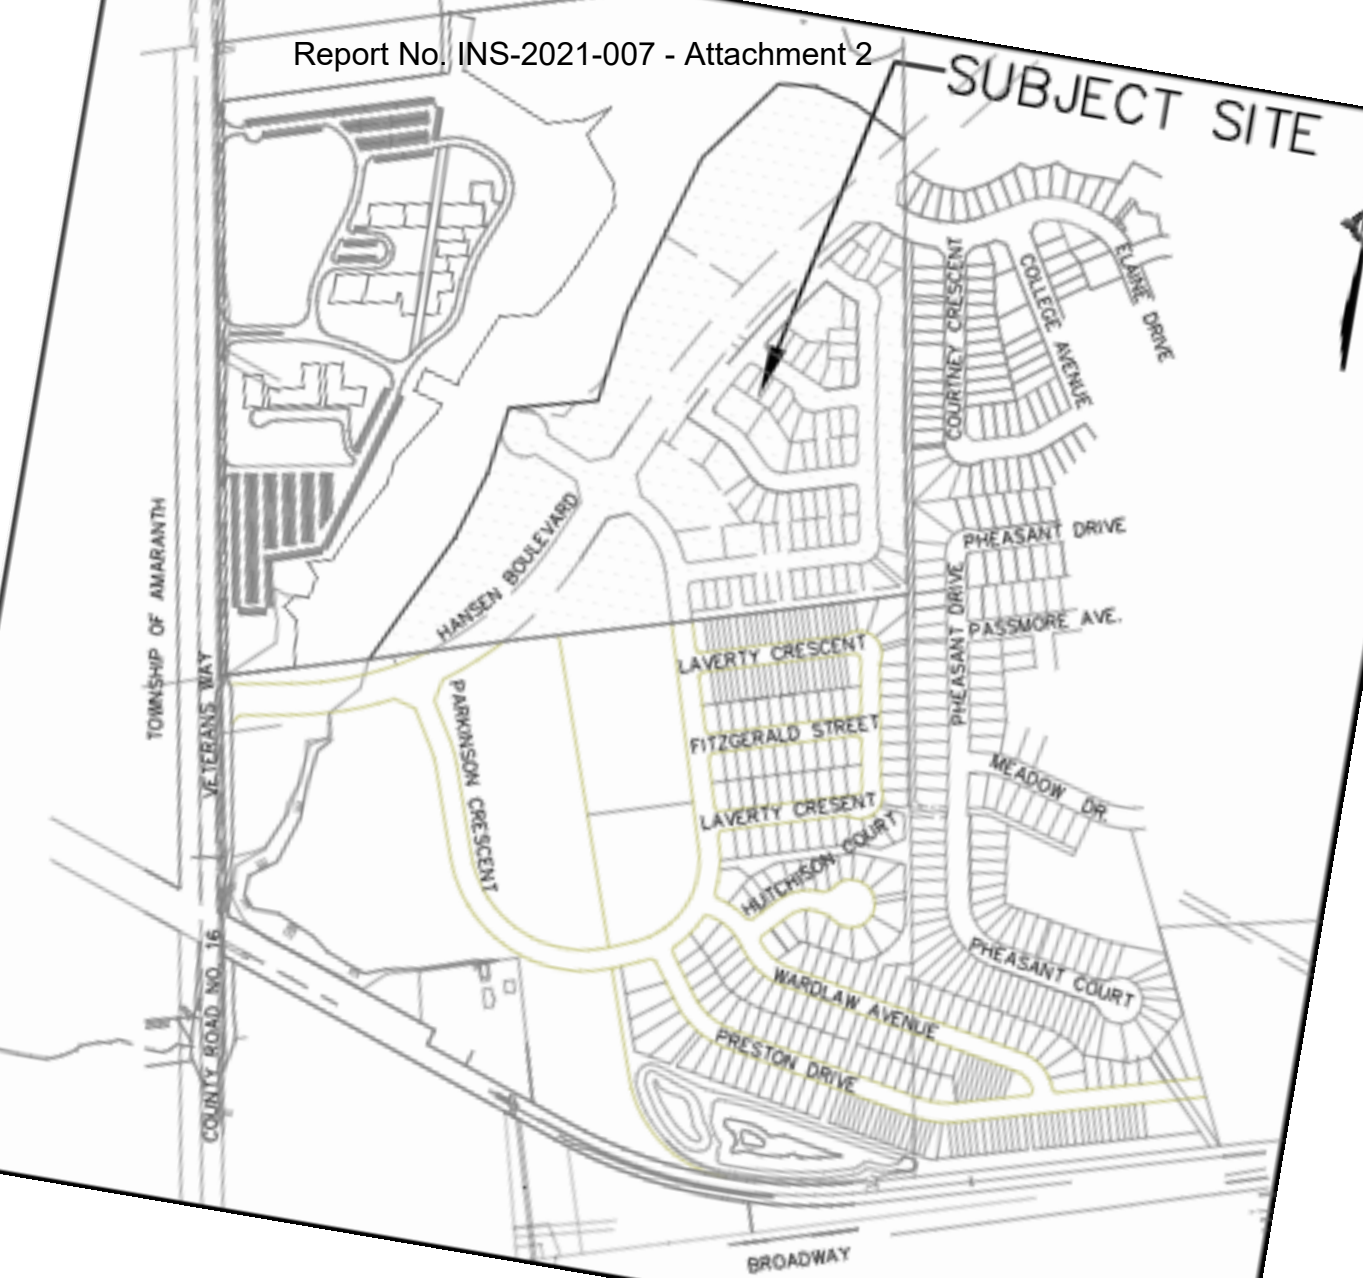 Report No. INS-2021-007 - Attachment 2
SUBJECT SITE
ELAINE DRIVE
COLLEGE AVENUE
COURTNEY CRESCENT
HANSEN BOULEVARD
TOWNSHIP OF AMARANTH
VETERANS WAY
PHEASANT DRIVE
PHEASANT DRIVE
PASSMORE AVE.
LAVERTY CRESCENT
FITZGERALD STREET
LAVERTY CRESENT
PARKINSON CRESCENT
MEADOW DR.
HUTCHISON COURT
PHEASANT COURT
WARDLAW AVENUE
PRESTON DRIVE
COUNTY ROAD NO. 16
BROADWAY